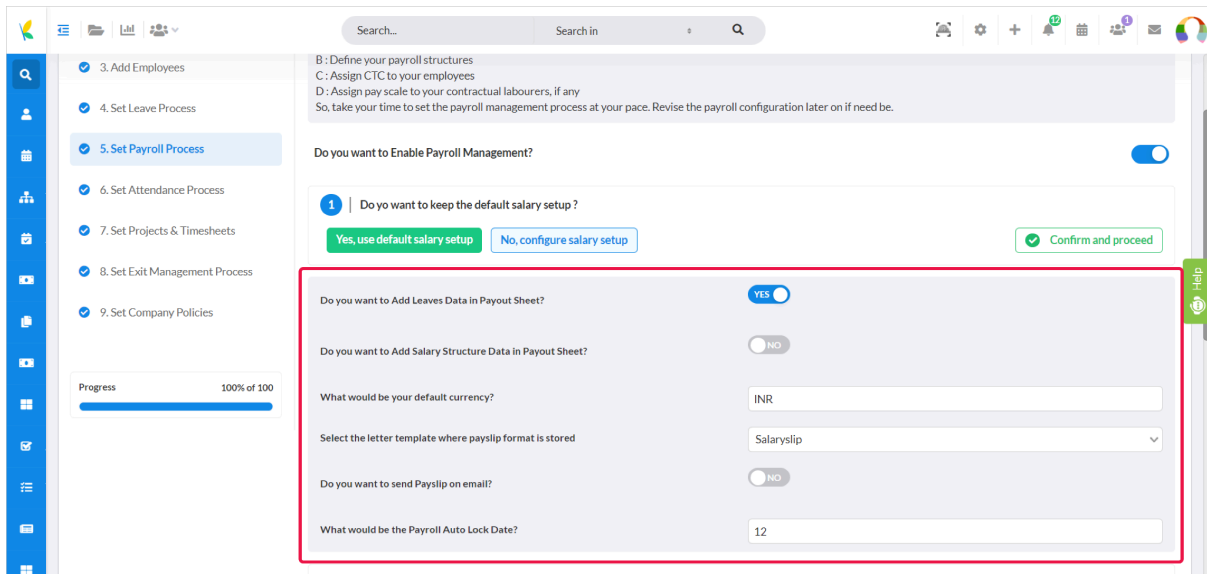 Search...
Search in
12
1
3. Add Employees
4. Set Leave Process
5. Set Payroll Process
6. Set Attendance Process
7. Set Projects & Timesheets
8. Set Exit Management Process
9. Set Company Policies
Progress 100% of 100
B : Define your payroll structures
C : Assign CTC to your employees
D : Assign pay scale to your contractual labourers, if any
So, take your time to set the payroll management process at your pace. Revise the payroll configuration later on if need be.
Do you want to Enable Payroll Management?
1 | Do yo want to keep the default salary setup ?
Yes, use default salary setup
No, configure salary setup
Confirm and proceed
Do you want to Add Leaves Data in Payout Sheet? YES
Do you want to Add Salary Structure Data in Payout Sheet? NO
What would be your default currency? INR
Select the letter template where payslip format is stored Salaryslip
Do you want to send Payslip on email? NO
What would be the Payroll Auto Lock Date? 12
Help